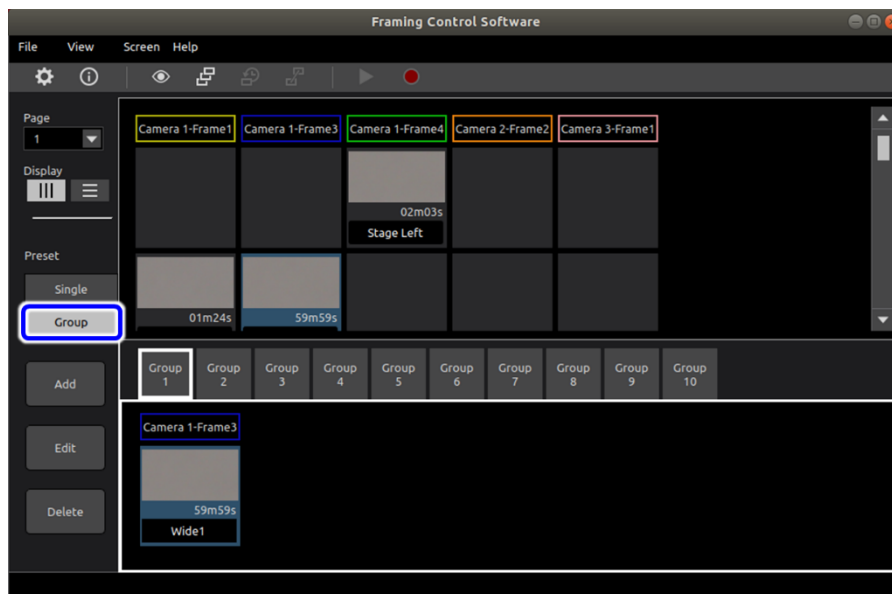 Framing Control Software
File View Screen Help
Page
1
Display
Preset
Single
Group
Add
Edit
Delete
Camera 1-Frame1 Camera 1-Frame3 Camera 1-Frame4 Camera 2-Frame2 Camera 3-Frame1
02m03s
Stage Left
01m24s 59m59s
Group 1 Group 2 Group 3 Group 4 Group 5 Group 6 Group 7 Group 8 Group 9 Group 10
Camera 1-Frame3
59m59s
Wide1